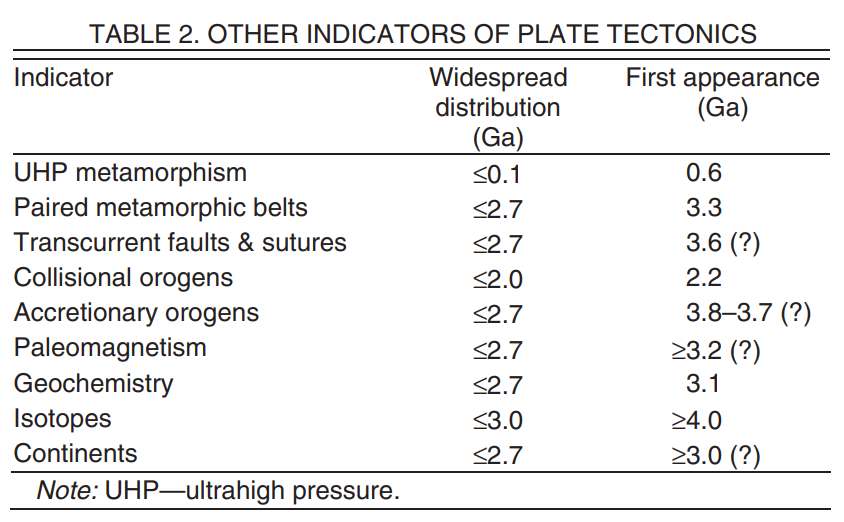 TABLE 2. OTHER INDICATORS OF PLATE TECTONICS
Indicator Widespread distribution (Ga) First appearance (Ga)
UHP metamorphism ≤0.1 0.6
Paired metamorphic belts ≤2.7 3.3
Transcurrent faults & sutures ≤2.7 3.6 (?)
Collisional orogens ≤2.0 2.2
Accretionary orogens ≤2.7 3.8–3.7 (?)
Paleomagnetism ≤2.7 ≥3.2 (?)
Geochemistry ≤2.7 3.1
Isotopes ≤3.0 ≥4.0
Continents ≤2.7 ≥3.0 (?)
Note: UHP—ultrahigh pressure.